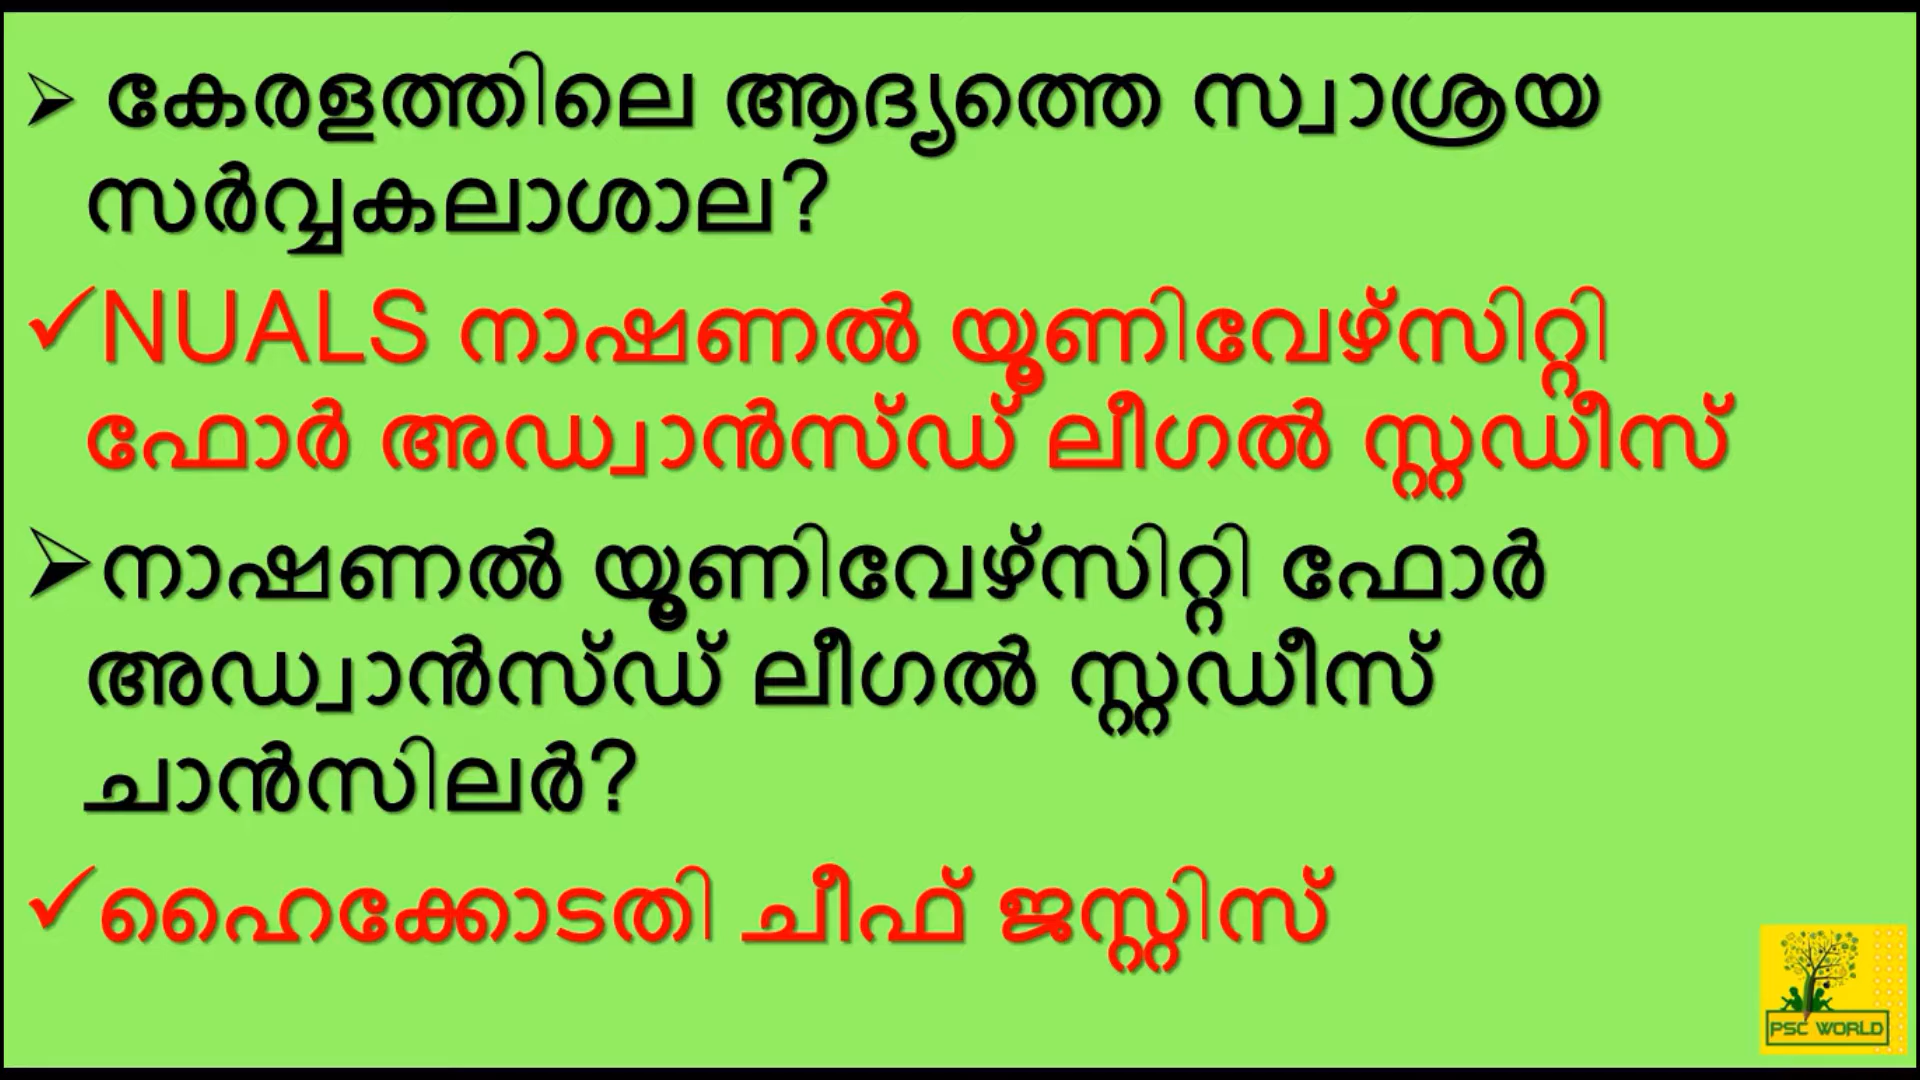 കേരളത്തിലെ ആദ്യത്തെ സ്വാശ്രയ
സർവ്വകലാശാല?
NUALS നാഷണൽ യൂണിവേഴ്സിറ്റി
ഫോർ അഡ്വാൻസ്ഡ് ലീഗൽ സ്റ്റഡീസ്
നാഷണൽ യൂണിവേഴ്സിറ്റി ഫോർ
അഡ്വാൻസ്ഡ് ലീഗൽ സ്റ്റഡീസ്
ചാൻസിലർ?
ഹൈക്കോടതി ചീഫ് ജസ്റ്റിസ്
PSC WORLD